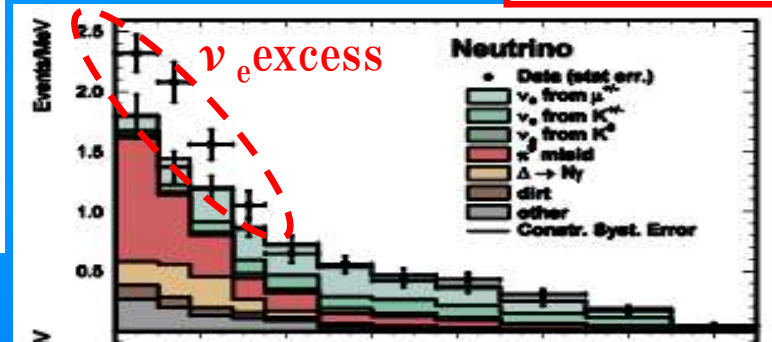 2.5
ν e excess
Neutrino
Events/MeV
Data (stat err.)
2.0
νe from μ+/-
νe from K+/-
νe from K0
1.5
π0 misid
Δ → Nγ
dirt
1.0
other
Constr. Syst. Error
0.5
V